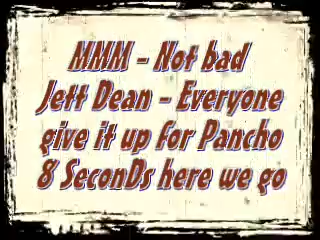 MMM - Not bad
Jett Dean - Everyone
give it up for Pancho
8 SeconDs here we go